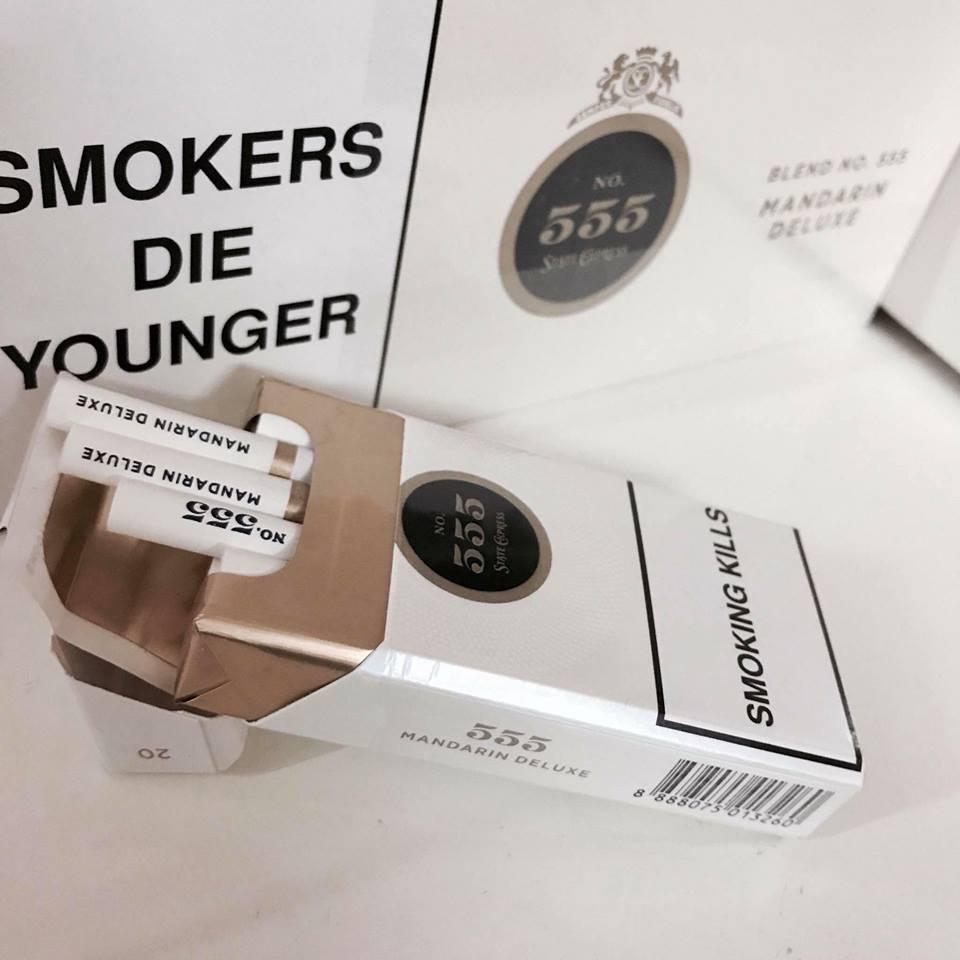 SMOKERS
DIE
YOUNGER
NO.
555
STATE EXPRESS
BLEND NO. 555
MANDARIN
DELUXE
MANDARIN DELUXE
MANDARIN DELUXE
NO. 555
NO.
555
STATE EXPRESS
SMOKING KILLS
555
MANDARIN DELUXE
20
8 888075 013260